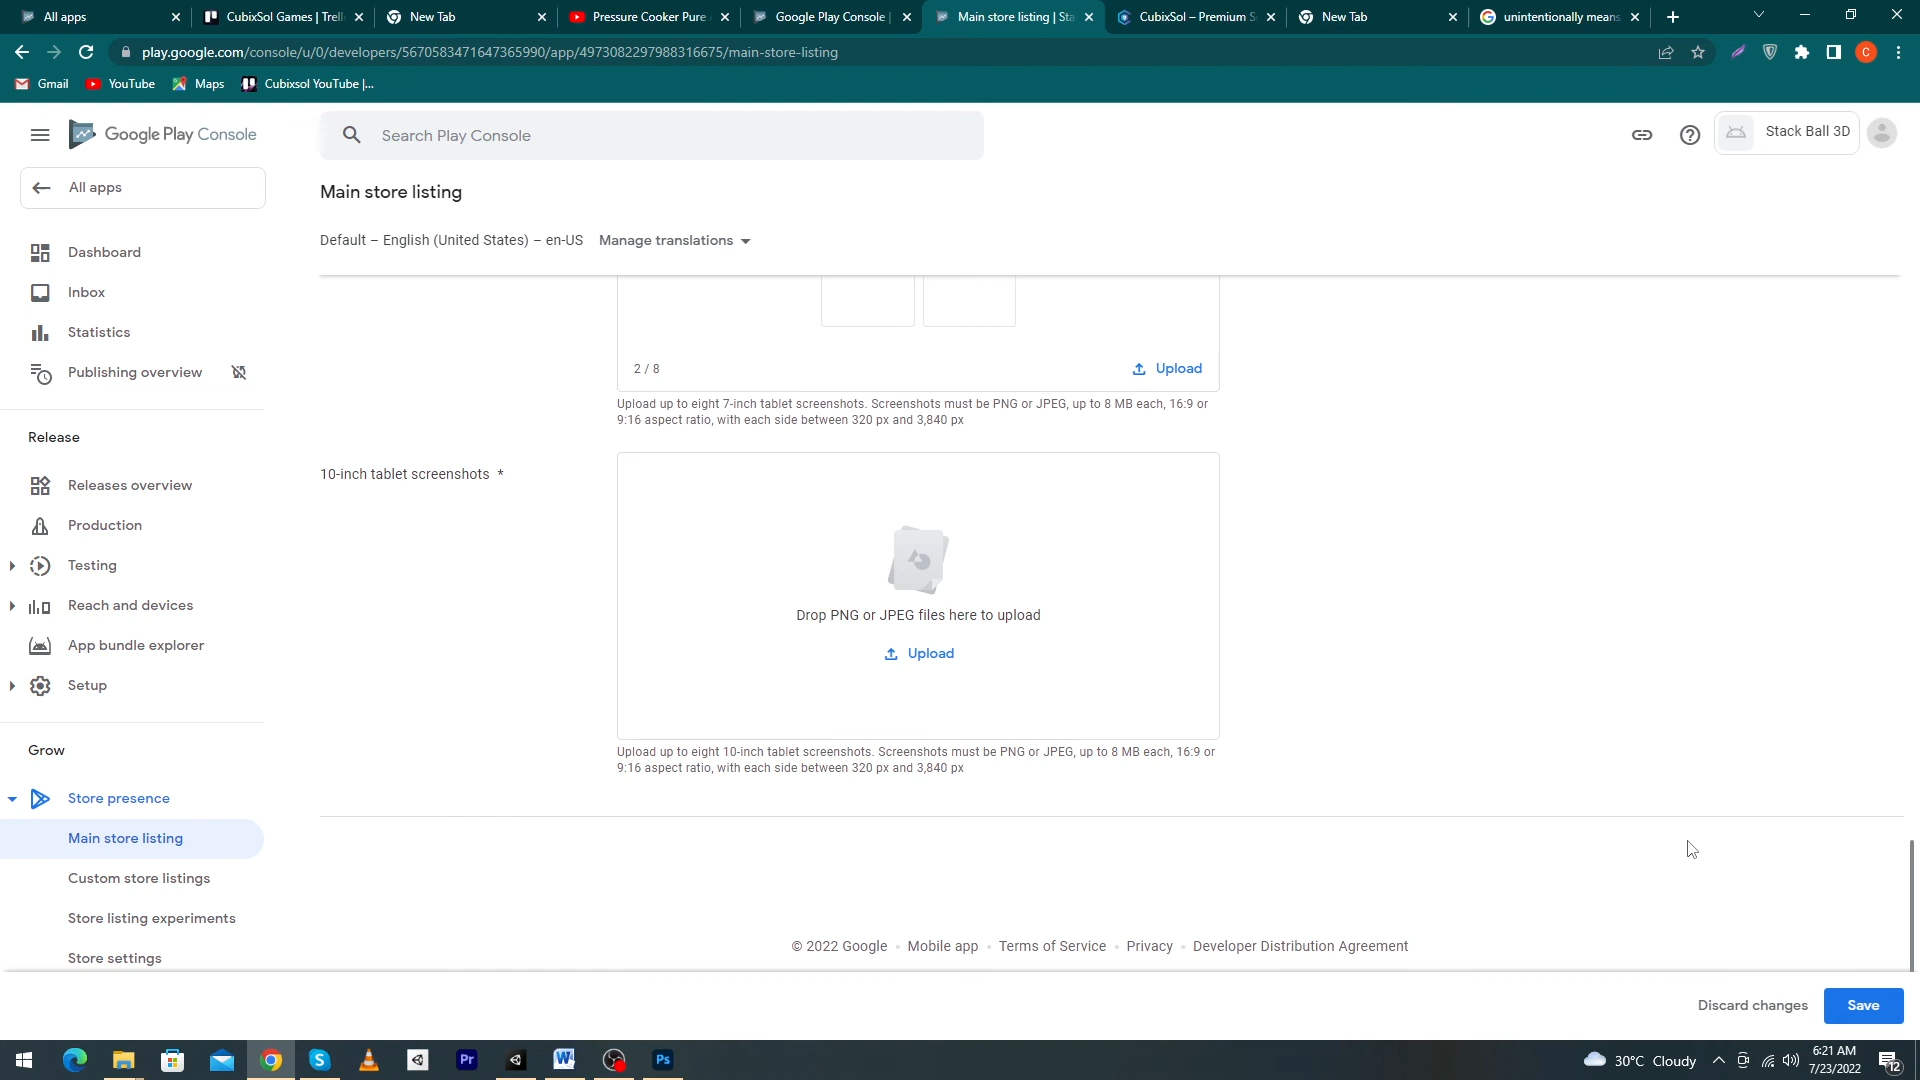 All apps
CubixSol Games | Trell
New Tab
Pressure Cooker Pure
Google Play Console |
Main store listing | Sta
CubixSol – Premium S
New Tab
unintentionally means
play.google.com/console/u/0/developers/5670583471647365990/app/4973082297988316675/main-store-listing
C
Gmail
YouTube
Maps
Cubixsol YouTube |...
Google Play Console
Search Play Console
Stack Ball 3D
All apps
Main store listing
Default – English (United States) – en-US
Manage translations
Dashboard
Inbox
Statistics
Publishing overview
Release
Releases overview
Production
Testing
Reach and devices
App bundle explorer
Setup
Grow
Store presence
Main store listing
Custom store listings
Store listing experiments
Store settings
2 / 8
Upload
Upload up to eight 7-inch tablet screenshots. Screenshots must be PNG or JPEG, up to 8 MB each, 16:9 or
9:16 aspect ratio, with each side between 320 px and 3,840 px
10-inch tablet screenshots *
Drop PNG or JPEG files here to upload
Upload
Upload up to eight 10-inch tablet screenshots. Screenshots must be PNG or JPEG, up to 8 MB each, 16:9 or
9:16 aspect ratio, with each side between 320 px and 3,840 px
© 2022 Google
Mobile app
Terms of Service
Privacy
Developer Distribution Agreement
Discard changes
Save
Pr
Ps
30°C Cloudy
6:21 AM
7/23/2022
12